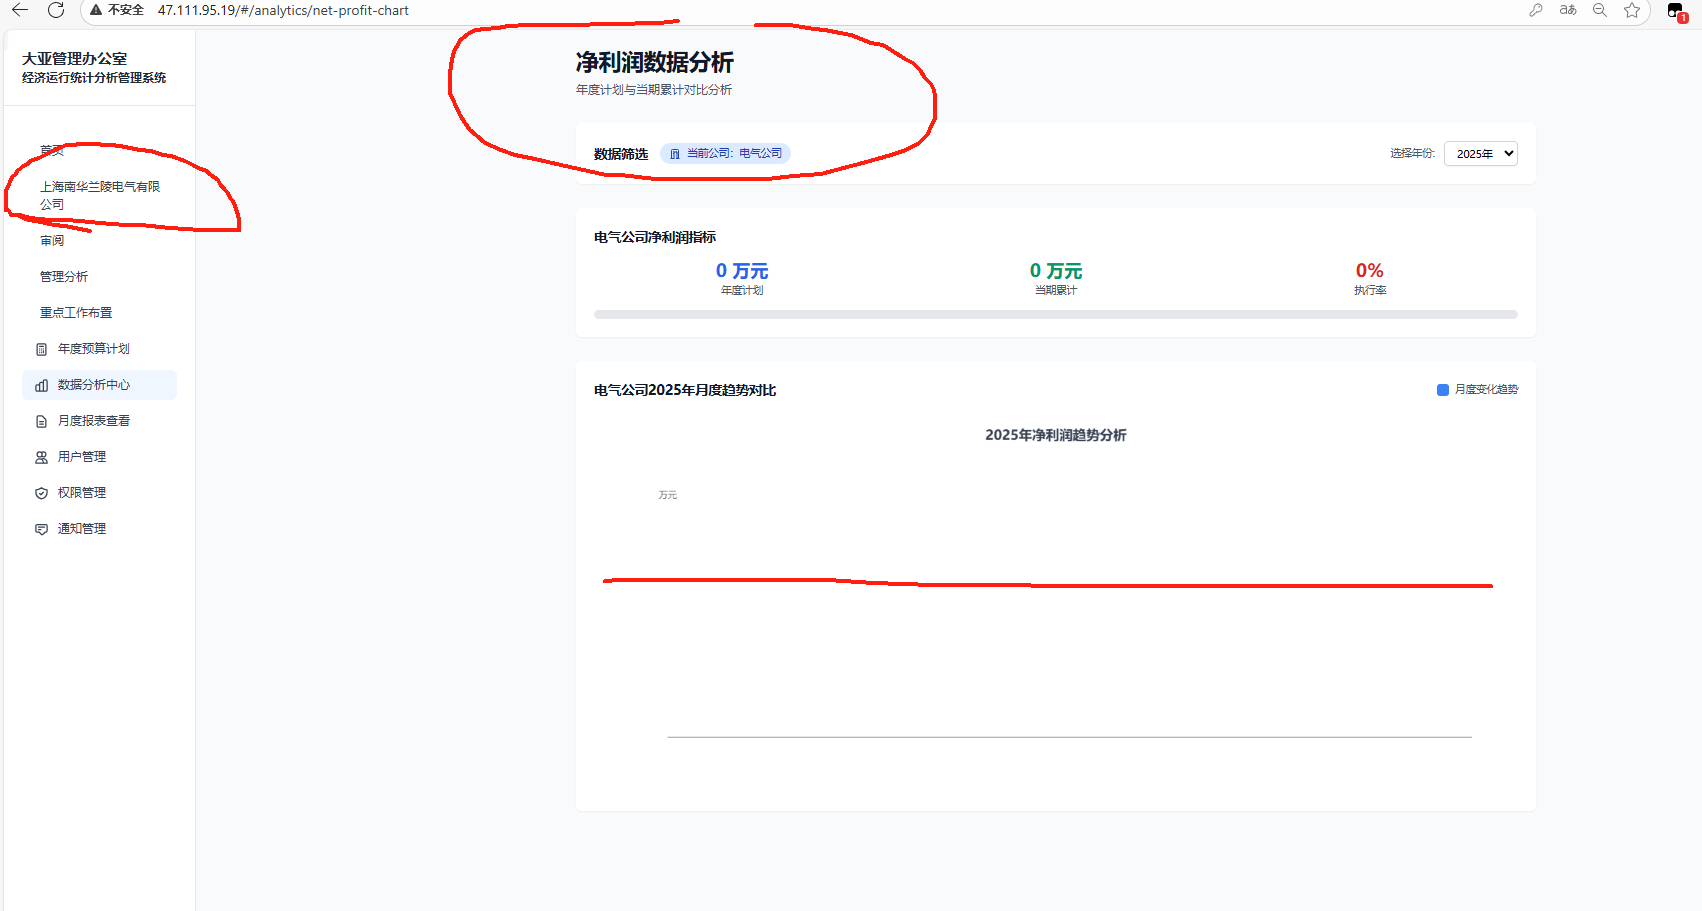 不安全 47.111.95.19/#/analytics/net-profit-chart
aあ
1
大亚管理办公室
经济运行统计分析管理系统
首页
上海南华兰陵电气有限
公司
审阅
管理分析
重点工作布置
年度预算计划
数据分析中心
月度报表查看
用户管理
权限管理
通知管理
净利润数据分析
年度计划与当期累计对比分析
数据筛选 当前公司: 电气公司
选择年份: 2025年
电气公司净利润指标
0 万元 0 万元 0%
年度计划 当期累计 执行率
电气公司2025年月度趋势对比
月度变化趋势
2025年净利润趋势分析
万元